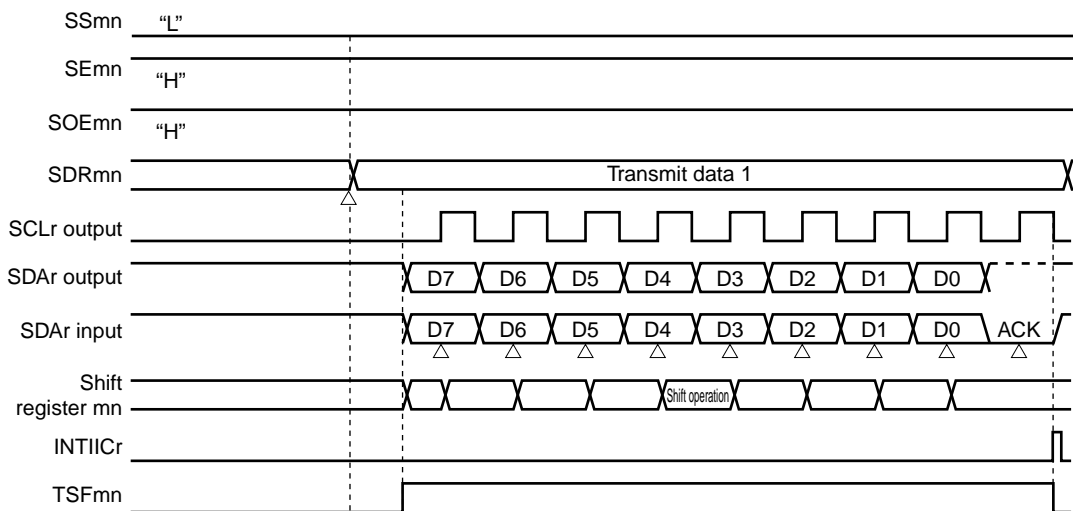 SSmn “L”
SEmn “H”
SOEmn “H”
SDRmn Transmit data 1
SCLr output
SDAr output D7 D6 D5 D4 D3 D2 D1 D0
SDAr input D7 D6 D5 D4 D3 D2 D1 D0 ACK
Shift
register mn Shift operation
INTIICr
TSFmn